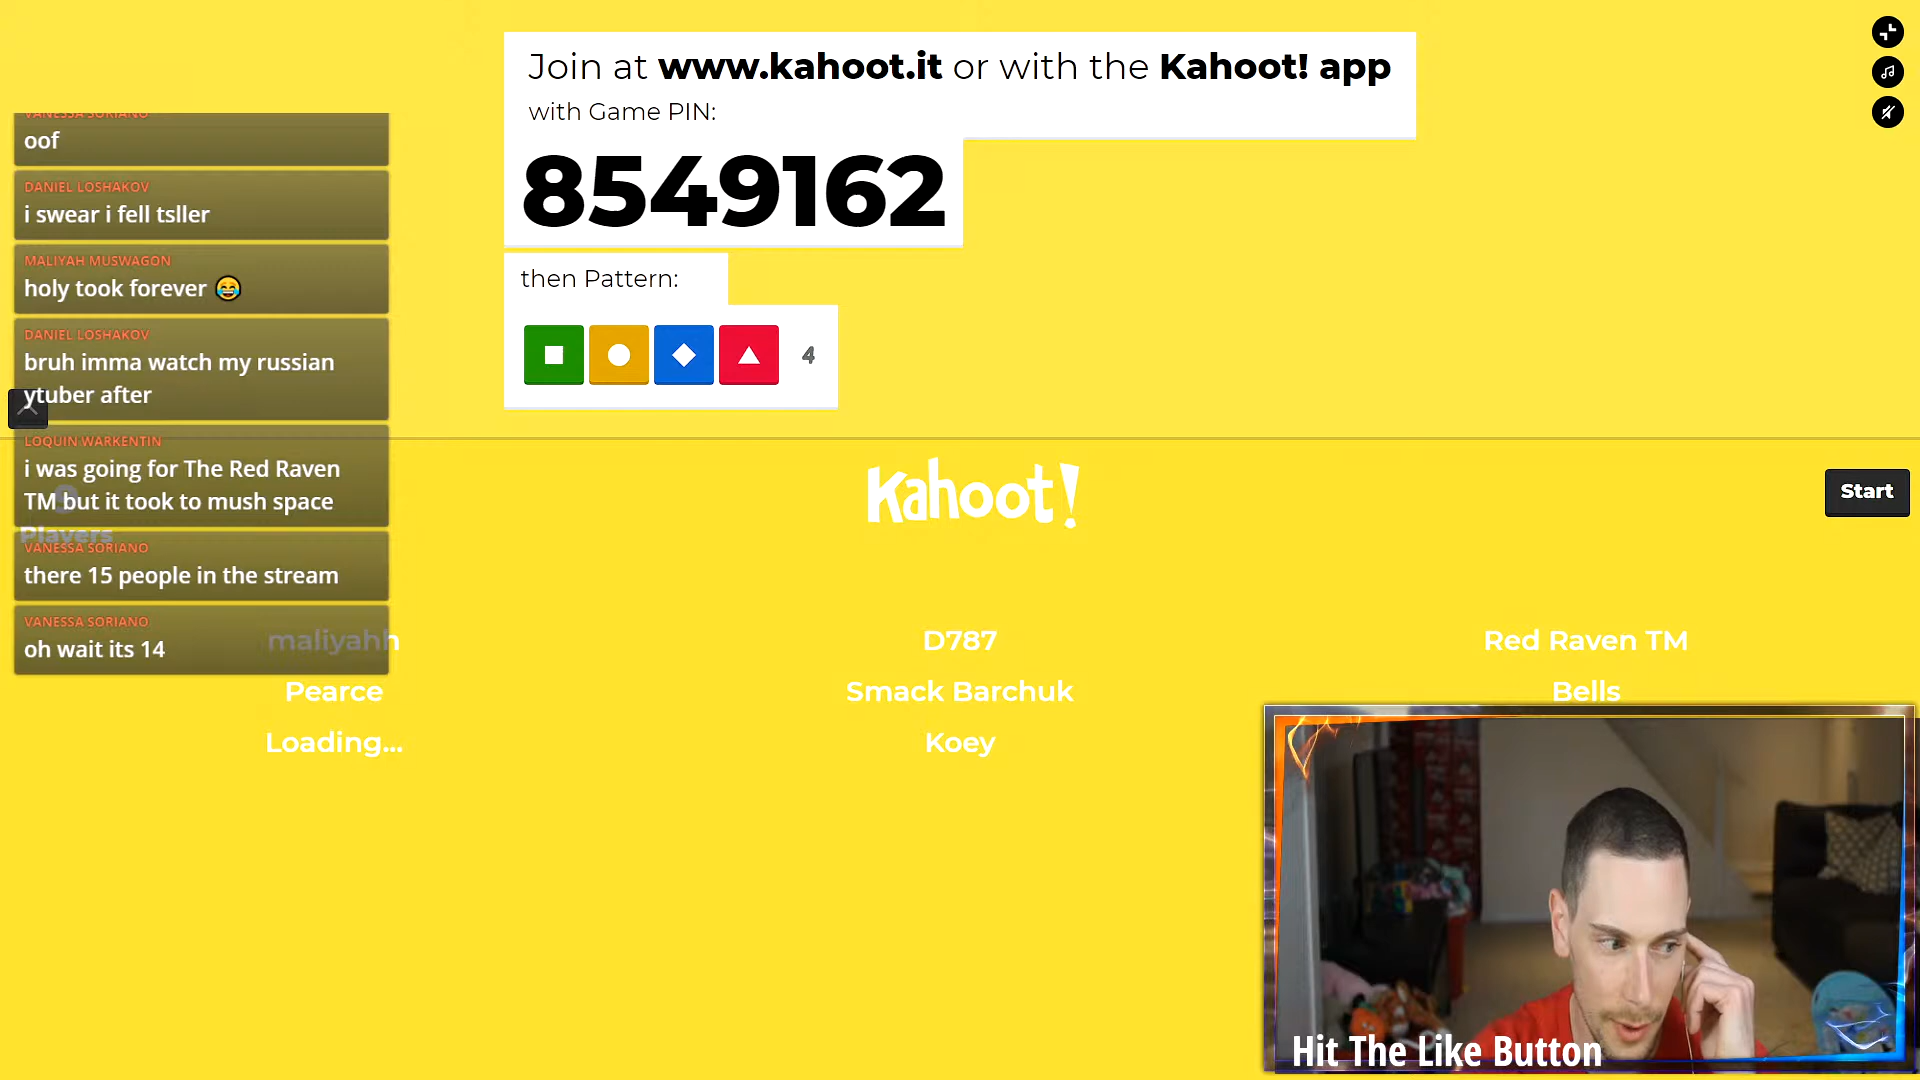 Join at www.kahoot.it or with the Kahoot! app
with Game PIN:
8549162
then Pattern:
4
VANESSA SORIANO
oof
DANIEL LOSHAKOV
i swear i fell tsller
MALIYAH MUSWAGON
holy took forever 😂
DANIEL LOSHAKOV
bruh imma watch my russian
ytuber after
LOQUIN WARKENTIN
i was going for The Red Raven
TM but it took to mush space
Players
VANESSA SORIANO
there 15 people in the stream
VANESSA SORIANO
oh wait its 14
Kahoot!
Start
maliyahh
D787
Red Raven TM
Pearce
Smack Barchuk
Bells
Loading...
Koey
Hit The Like Button